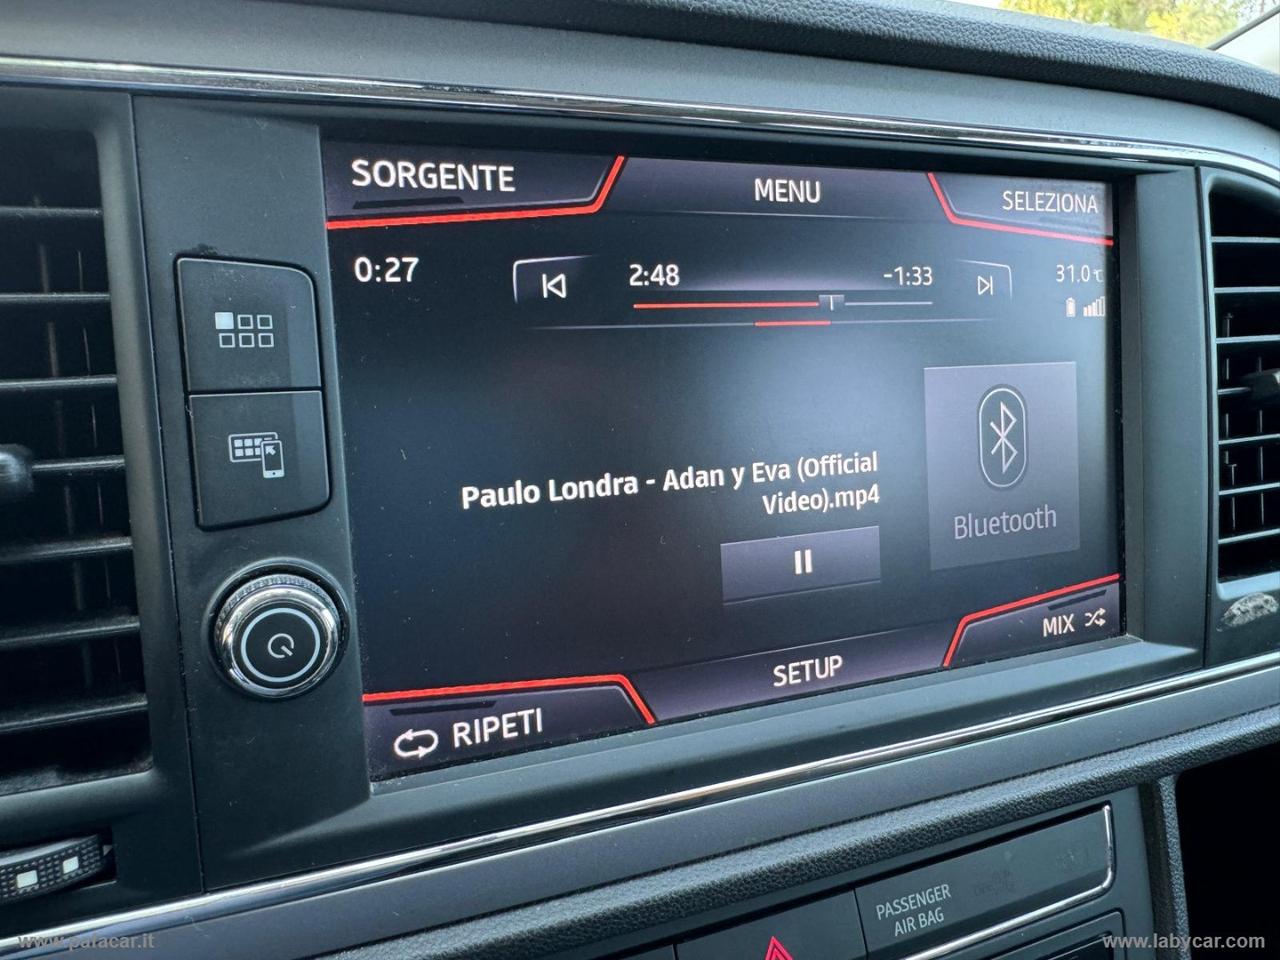 SORGENTE
MENU
SELEZIONA
0:27
2:48
-1:33
31.0°C
Paulo Londra - Adan y Eva (Official
Video).mp4
Bluetooth
MIX
SETUP
RIPETI
PASSENGER
AIR BAG
www.palacar.it
www.labycar.com